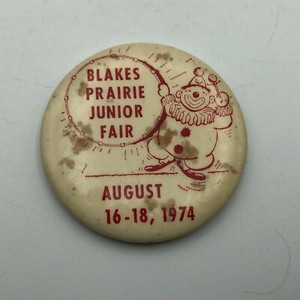 BLAKES
PRAIRIE
JUNIOR
FAIR
AUGUST
16-18, 1974